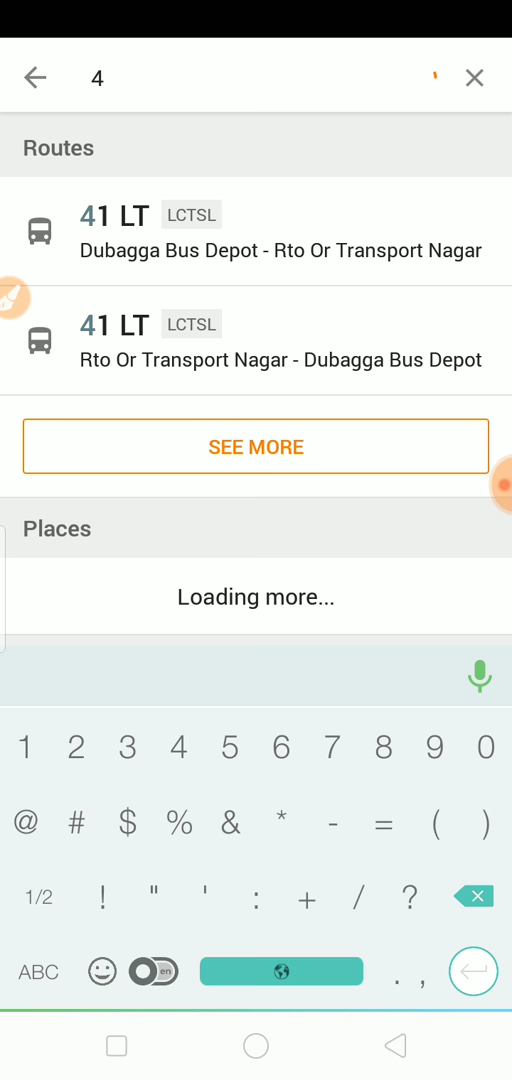 4
Routes
41 LT LCTSL
Dubagga Bus Depot - Rto Or Transport Nagar
41 LT LCTSL
Rto Or Transport Nagar - Dubagga Bus Depot
SEE MORE
Places
Loading more...
1 2 3 4 5 6 7 8 9 0
@ # $ % & * - = ( )
1/2 ! " ' : + / ?
ABC en . ,